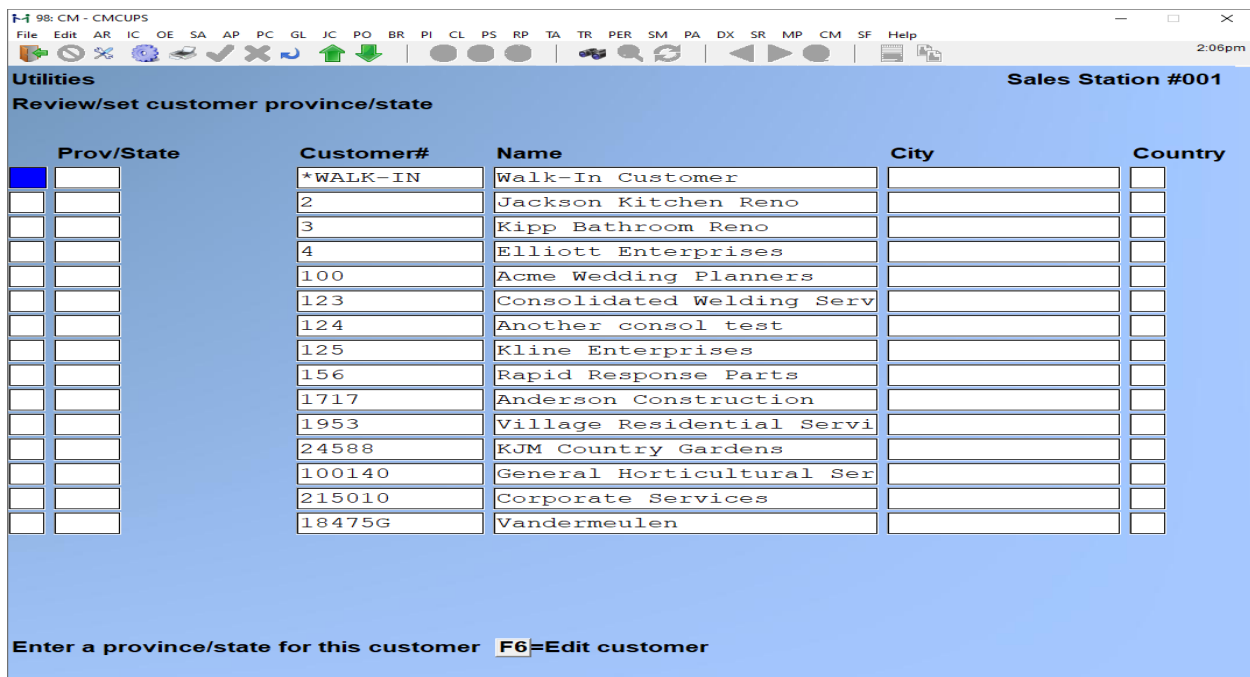 98: CM - CMCUPS
File Edit AR IC OE SA AP PC GL JC PO BR PI CL PS RP TA TR PER SM PA DX SR MP CM SF Help
2:06pm
Utilities Sales Station #001
Review/set customer province/state
Prov/State Customer# Name City Country
*WALK-IN Walk-In Customer
2 Jackson Kitchen Reno
3 Kipp Bathroom Reno
4 Elliott Enterprises
100 Acme Wedding Planners
123 Consolidated Welding Serv
124 Another consol test
125 Kline Enterprises
156 Rapid Response Parts
1717 Anderson Construction
1953 Village Residential Servi
24588 KJM Country Gardens
100140 General Horticultural Ser
215010 Corporate Services
18475G Vandermeulen
Enter a province/state for this customer F6=Edit customer